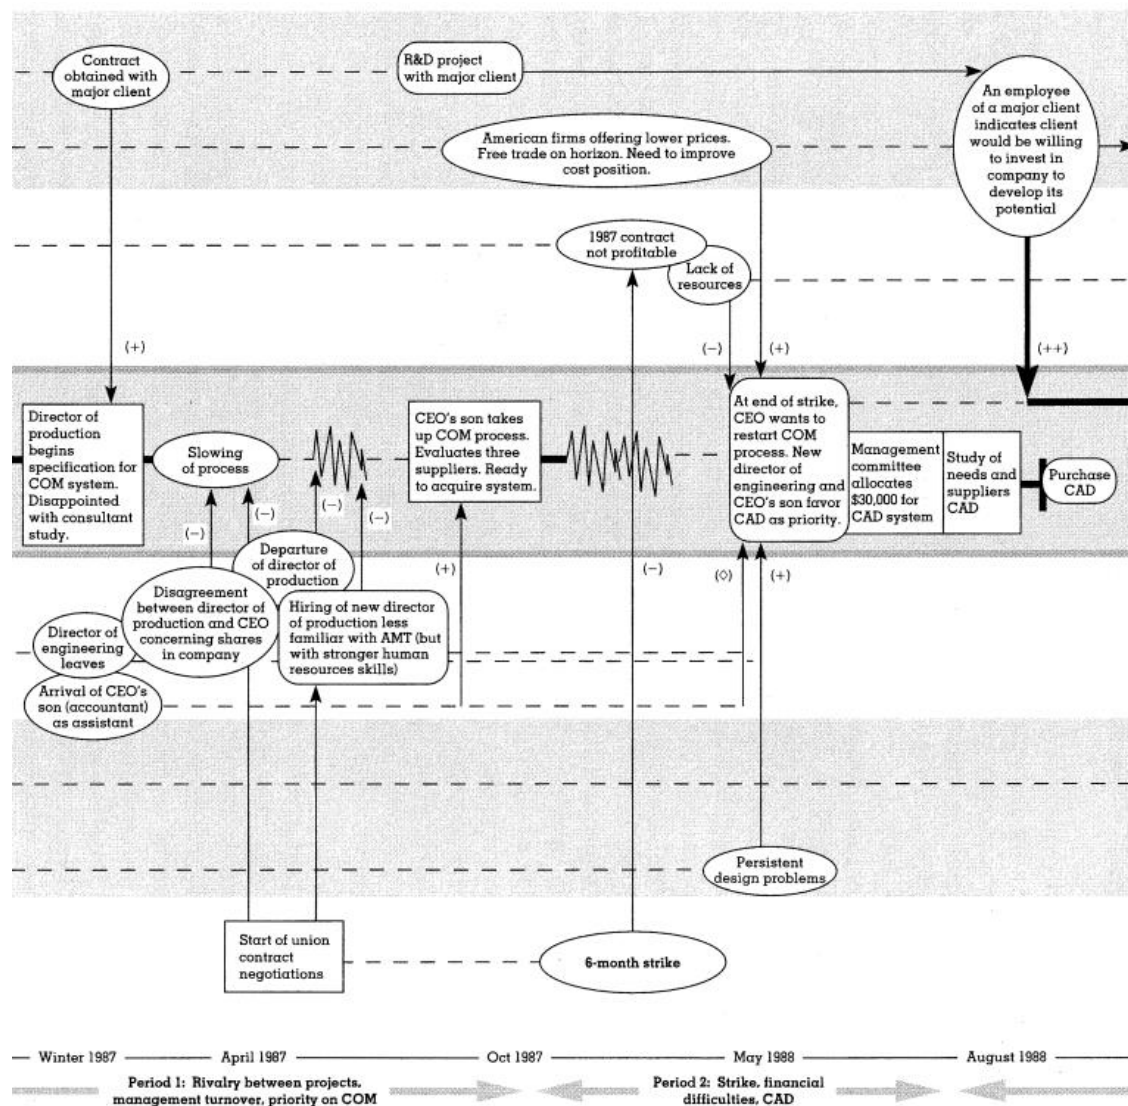 Contract
obtained with
major client
R&D project
with major client
An employee
of a major client
indicates client
would be willing
to invest in
company to
develop its
potential
American firms offering lower prices.
Free trade on horizon. Need to improve
cost position.
1987 contract
not profitable
Lack of
resources
(+)
(−)
(+)
(++)
Director of
production
begins
specification for
COM system.
Disappointed
with consultant
study.
Slowing
of process
CEO's son takes
up COM process.
Evaluates three
suppliers. Ready
to acquire system.
At end of strike,
CEO wants to
restart COM
process. New
director of
engineering and
CEO's son favor
CAD as priority.
Management
committee
allocates
$30,000 for
CAD system
Study of
needs and
suppliers
CAD
Purchase
CAD
(−)
(−)
(−)
(−)
(+)
(−)
(◊)
(+)
Departure
of director of
production
Disagreement
between director of
production and CEO
concerning shares
in company
Hiring of new director
of production less
familiar with AMT (but
with stronger human
resources skills)
Director of
engineering
leaves
Arrival of CEO's
son (accountant)
as assistant
Persistent
design problems
Start of union
contract
negotiations
6-month strike
Winter 1987
April 1987
Oct 1987
May 1988
August 1988
Period 1: Rivalry between projects,
management turnover, priority on COM
Period 2: Strike, financial
difficulties, CAD